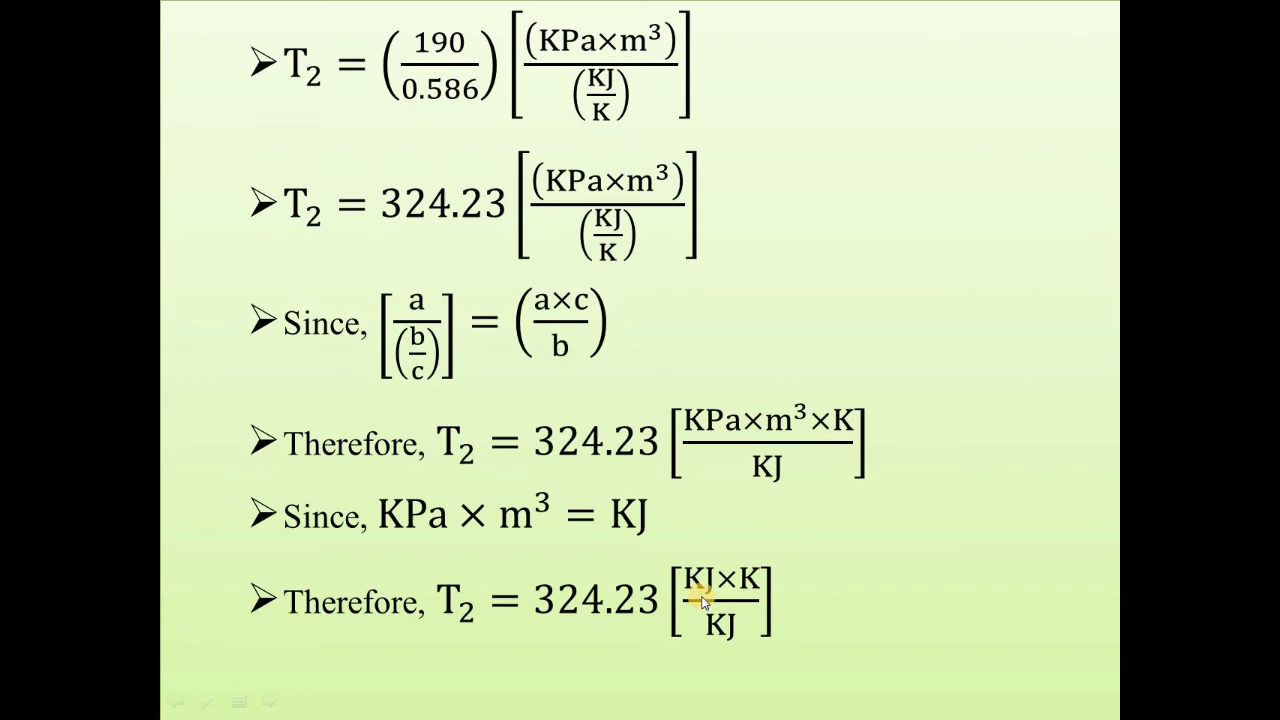 ➢ T₂ = (190/0.586) [(KPa×m³)/(KJ/K)]
➢ T₂ = 324.23 [(KPa×m³)/(KJ/K)]
➢ Since, [a/(b/c)] = (a×c/b)
➢ Therefore, T₂ = 324.23 [KPa×m³×K/KJ]
➢ Since, KPa × m³ = KJ
➢ Therefore, T₂ = 324.23 [KJ×K/KJ]